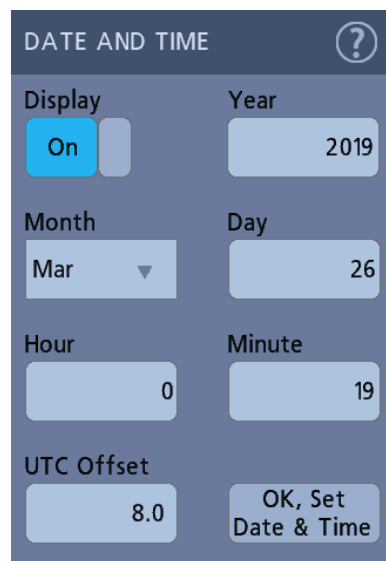 DATE AND TIME ?
Display Year
On 2019
Month Day
Mar 26
Hour Minute
0 19
UTC Offset
8.0 OK, Set
Date & Time